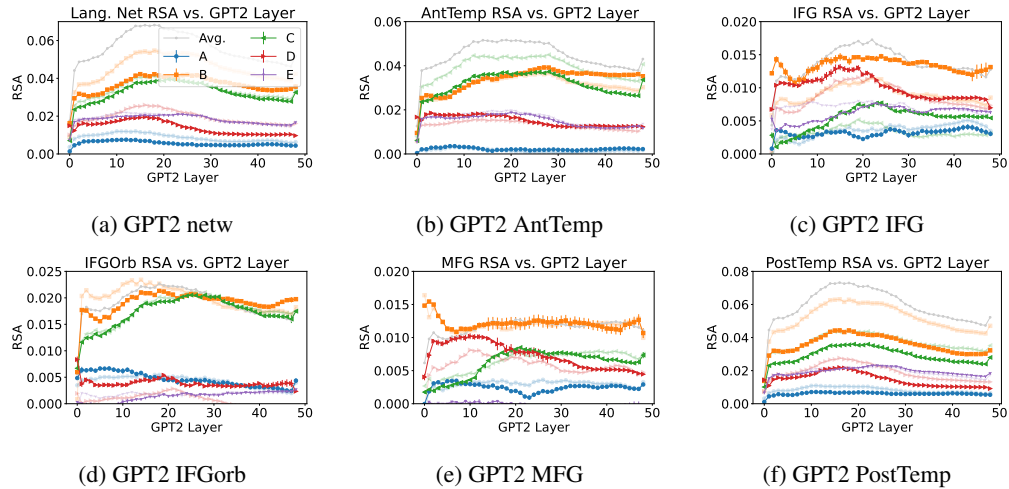 Lang. Net RSA vs. GPT2 Layer
0.06
0.04
0.02
0.00
RSA
0 10 20 30 40 50
GPT2 Layer
Avg.
A
B
C
D
E
(a) GPT2 netw
AntTemp RSA vs. GPT2 Layer
0.06
0.04
0.02
0.00
RSA
0 10 20 30 40 50
GPT2 Layer
(b) GPT2 AntTemp
IFG RSA vs. GPT2 Layer
0.020
0.015
0.010
0.005
0.000
RSA
0 10 20 30 40 50
GPT2 Layer
(c) GPT2 IFG
IFGOrb RSA vs. GPT2 Layer
0.025
0.020
0.015
0.010
0.005
0.000
RSA
0 10 20 30 40 50
GPT2 Layer
(d) GPT2 IFGorb
MFG RSA vs. GPT2 Layer
0.020
0.015
0.010
0.005
0.000
RSA
0 10 20 30 40 50
GPT2 Layer
(e) GPT2 MFG
PostTemp RSA vs. GPT2 Layer
0.08
0.06
0.04
0.02
0.00
RSA
0 10 20 30 40 50
GPT2 Layer
(f) GPT2 PostTemp